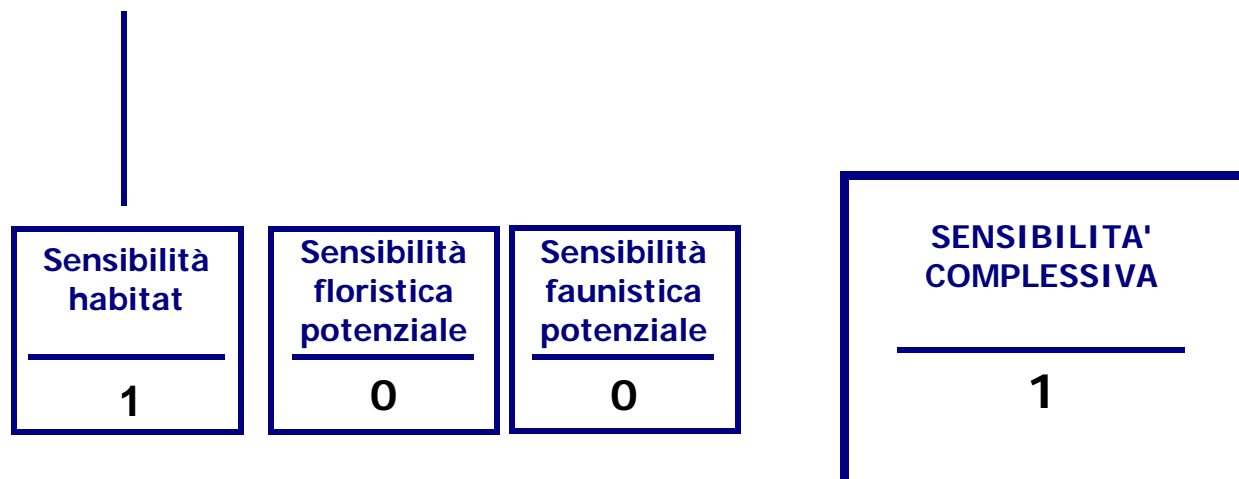 Sensibilità
habitat
1
Sensibilità
floristica
potenziale
0
Sensibilità
faunistica
potenziale
0
SENSIBILITA'
COMPLESSIVA
1